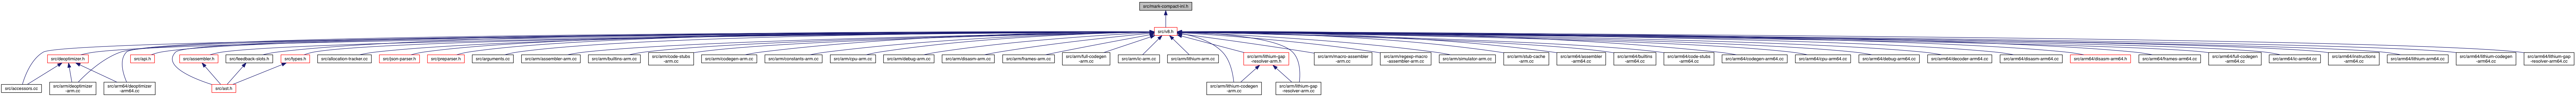 src/mark-compact-inl.h
src/v8.h
src/deoptimizer.h
src/api.h
src/assembler.h
src/feedback-slots.h
src/types.h
src/allocation-tracker.cc
src/json-parser.h
src/preparser.h
src/arguments.cc
src/arm/assembler-arm.cc
src/arm/builtins-arm.cc
src/arm/code-stubs
-arm.cc
src/arm/codegen-arm.cc
src/arm/constants-arm.cc
src/arm/cpu-arm.cc
src/arm/debug-arm.cc
src/arm/disasm-arm.cc
src/arm/frames-arm.cc
src/arm/full-codegen
-arm.cc
src/arm/ic-arm.cc
src/arm/lithium-arm.cc
src/arm/lithium-gap
-resolver-arm.h
src/arm/macro-assembler
-arm.cc
src/arm/regexp-macro
-assembler-arm.cc
src/arm/simulator-arm.cc
src/arm/stub-cache
-arm.cc
src/arm64/assembler
-arm64.cc
src/arm64/builtins
-arm64.cc
src/arm64/code-stubs
-arm64.cc
src/arm64/codegen-arm64.cc
src/arm64/cpu-arm64.cc
src/arm64/debug-arm64.cc
src/arm64/decoder-arm64.cc
src/arm64/disasm-arm64.cc
src/arm64/disasm-arm64.h
src/arm64/frames-arm64.cc
src/arm64/full-codegen
-arm64.cc
src/arm64/ic-arm64.cc
src/arm64/instructions
-arm64.cc
src/arm64/lithium-arm64.cc
src/arm64/lithium-codegen
-arm64.cc
src/arm64/lithium-gap
-resolver-arm64.cc
src/accessors.cc
src/arm/deoptimizer
-arm.cc
src/arm64/deoptimizer
-arm64.cc
src/ast.h
src/arm/lithium-codegen
-arm.cc
src/arm/lithium-gap
-resolver-arm.cc